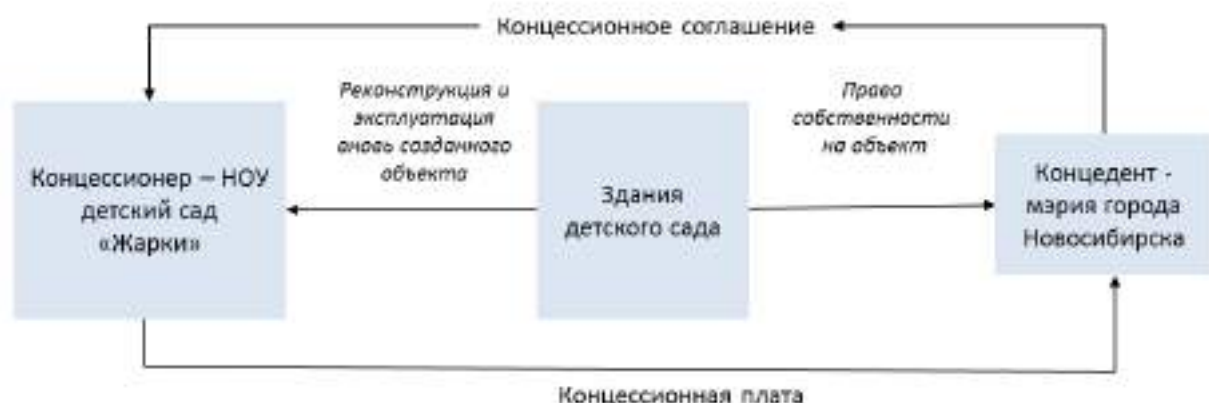 Концессионное соглашение
Реконструкция и
эксплуатация
вновь созданного
объекта
Право
собственности
на объект
Концессионер – НОУ
детский сад
«Жарки»
Здания
детского сада
Концедент -
мэрия города
Новосибирска
Концессионная плата